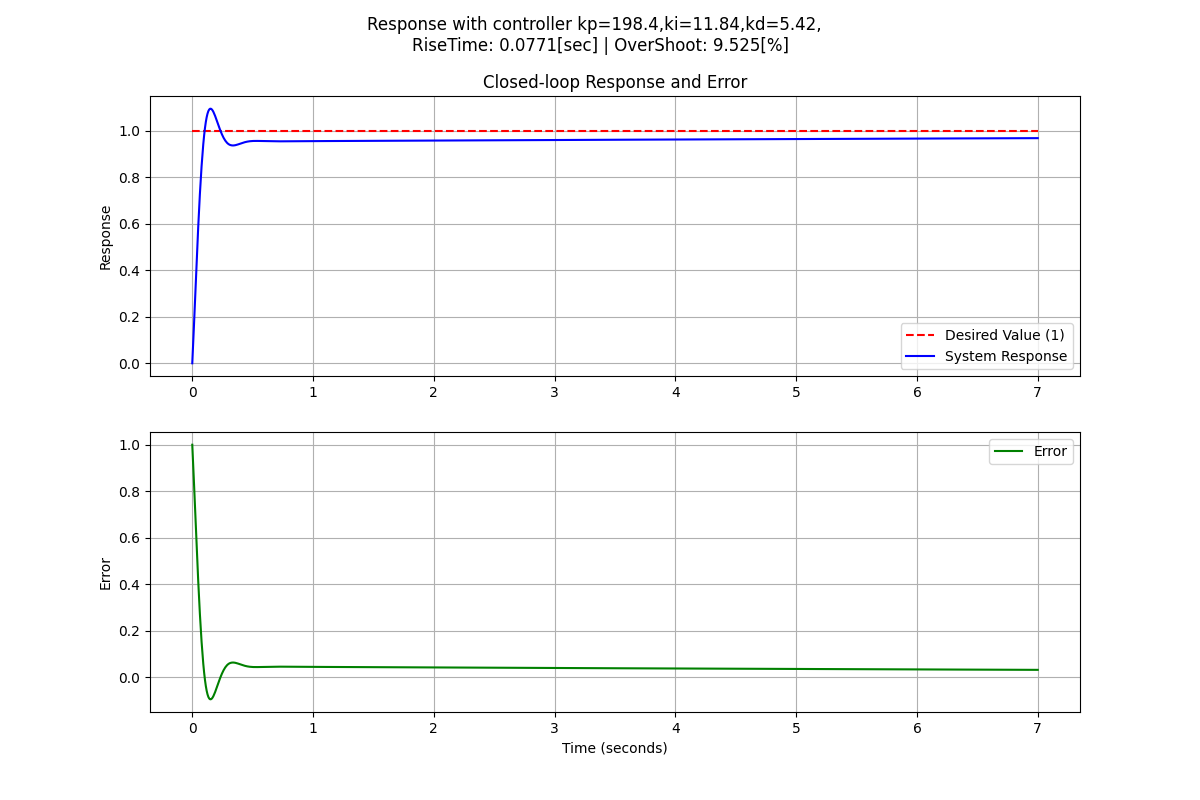 Response with controller kp=198.4,ki=11.84,kd=5.42,
RiseTime: 0.0771[sec] | OverShoot: 9.525[%]
Closed-loop Response and Error
1.0
0.8
0.6
0.4
0.2
0.0
Response
Desired Value (1)
System Response
0 1 2 3 4 5 6 7
1.0
0.8
0.6
0.4
0.2
0.0
Error
Error
0 1 2 3 4 5 6 7
Time (seconds)